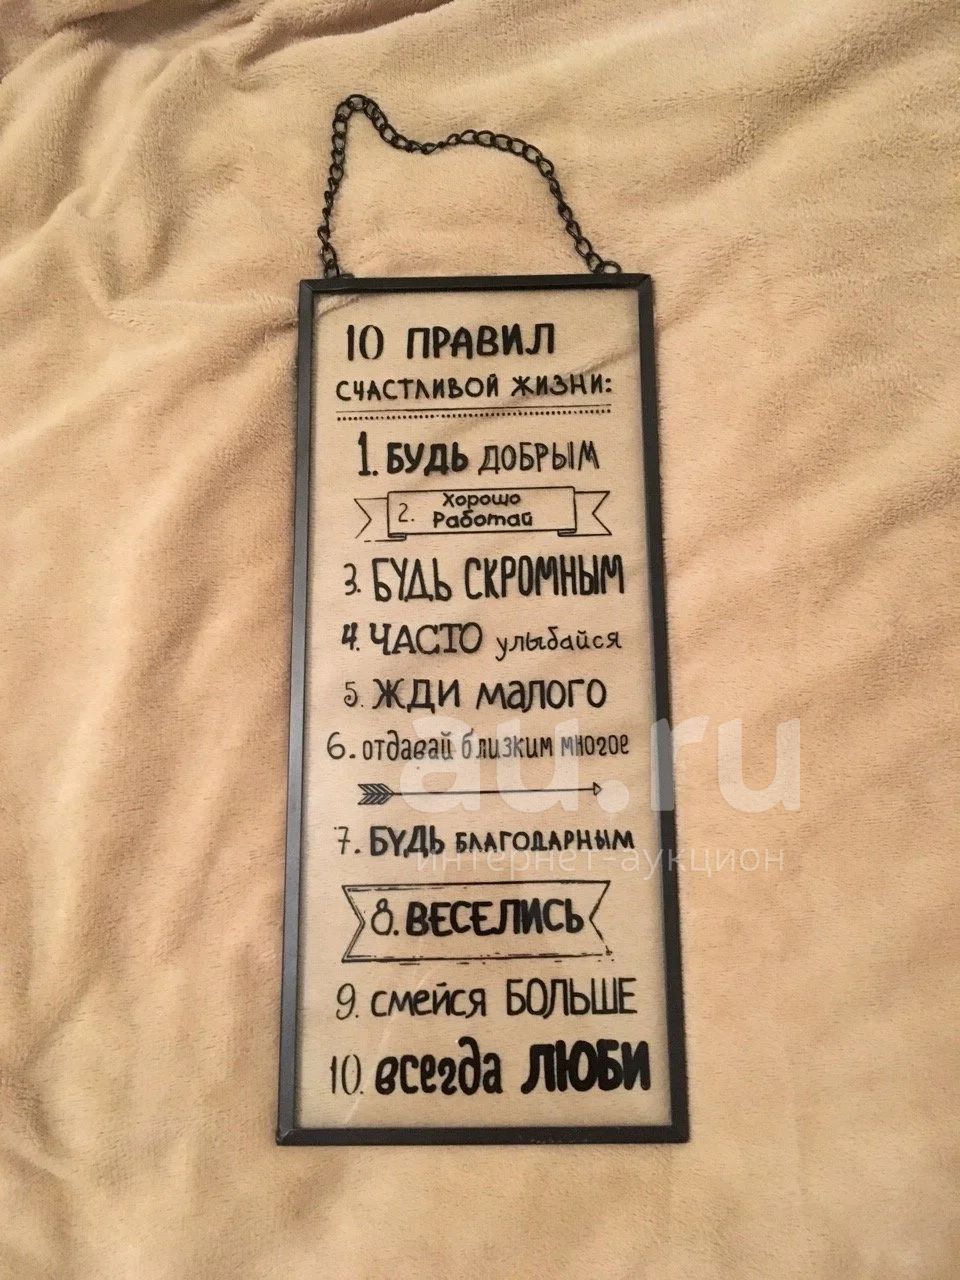 10 ПРАВИЛ
СЧАСТЛИВОЙ ЖИЗНИ:
1. БУДЬ ДОБРЫМ
2. Хорошо
Работай
3. БУДЬ СКРОМНЫМ
4. ЧАСТО улыбайся
5. ЖДИ МАЛОГО
6. отдавай близким многое
au.ru
7. БУДЬ БЛАГОДАРНЫМ
интернет-аукцион
8. ВЕСЕЛИСЬ
9. смейся БОЛЬШЕ
10. всегда ЛЮБИ